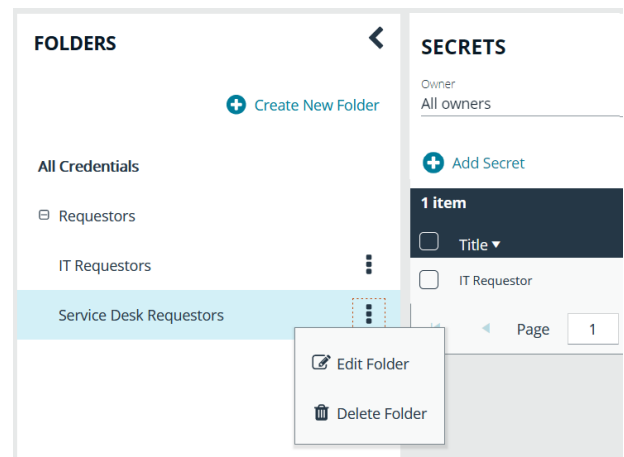 FOLDERS
Create New Folder
All Credentials
Requestors
IT Requestors
Service Desk Requestors
Edit Folder
Delete Folder
SECRETS
Owner
All owners
Add Secret
1 item
Title
IT Requestor
Page 1